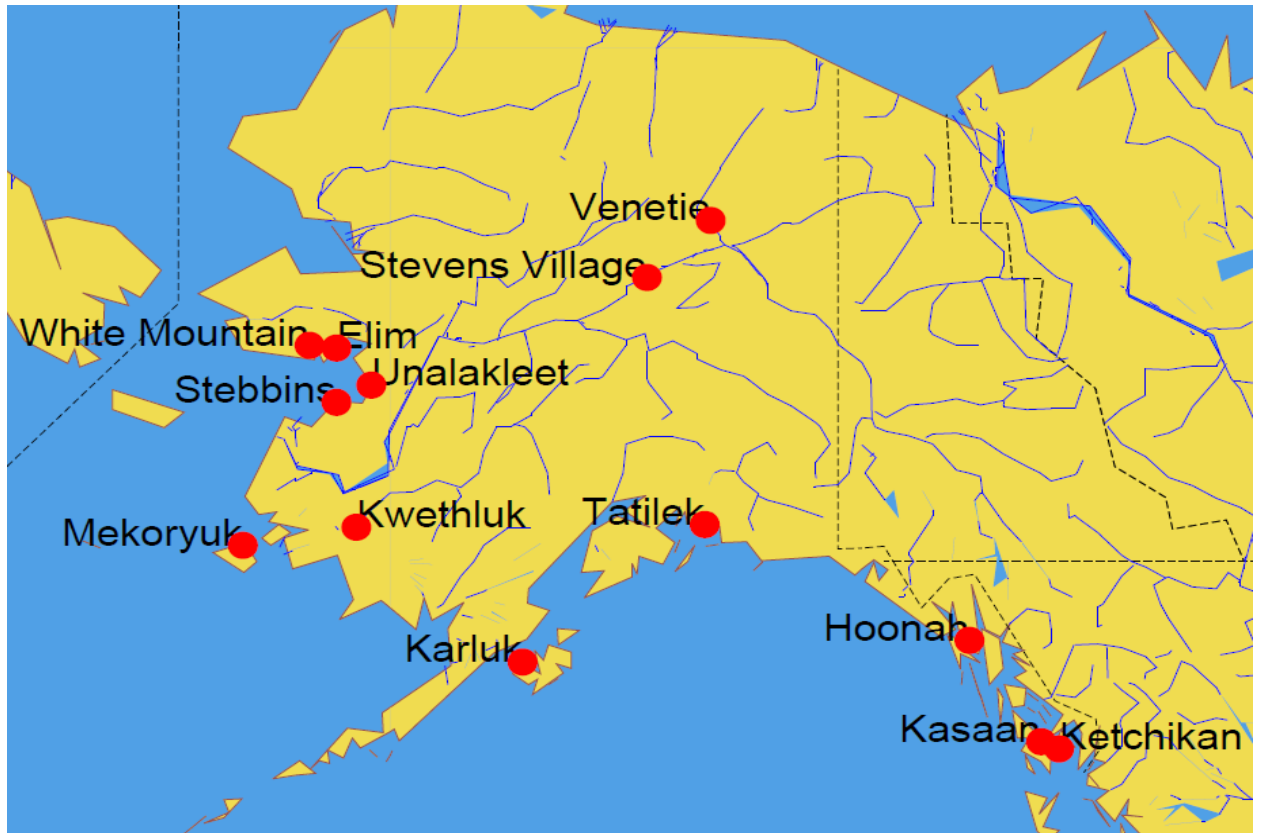 Venetie
Stevens Village
White Mountain
Elim
Unalakleet
Stebbins
Kwethluk
Tatilek
Mekoryuk
Hoonah
Karluk
Kasaan
Ketchikan